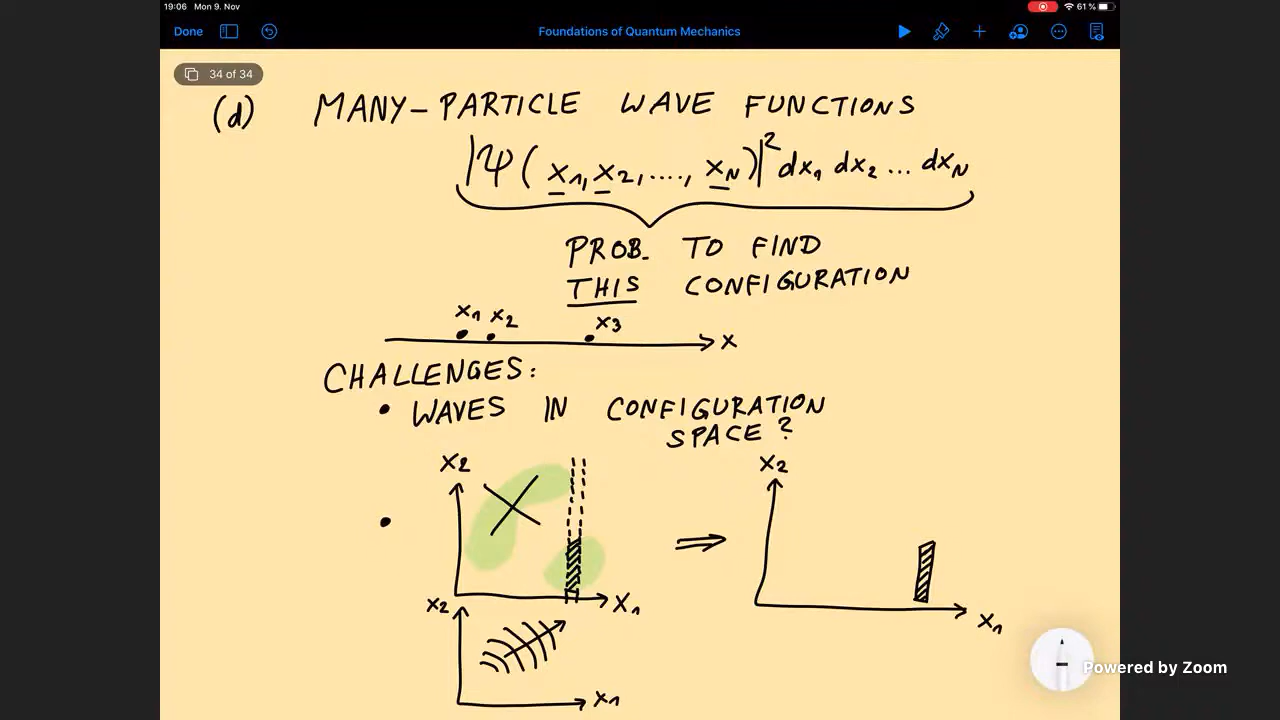 19:06 Mon 9. Nov
61 %
Done
Foundations of Quantum Mechanics
34 of 34
(d) MANY-PARTICLE WAVE FUNCTIONS
|Ψ(x₁, x₂, ...., x_N)|² dx₁ dx₂ ... dx_N
PROB. TO FIND
THIS CONFIGURATION
x₁ x₂ x₃
x
CHALLENGES:
• WAVES IN CONFIGURATION
SPACE?
x₂ x₂
• ⇒
x₁ x₁
x₂
x₁
Powered by Zoom